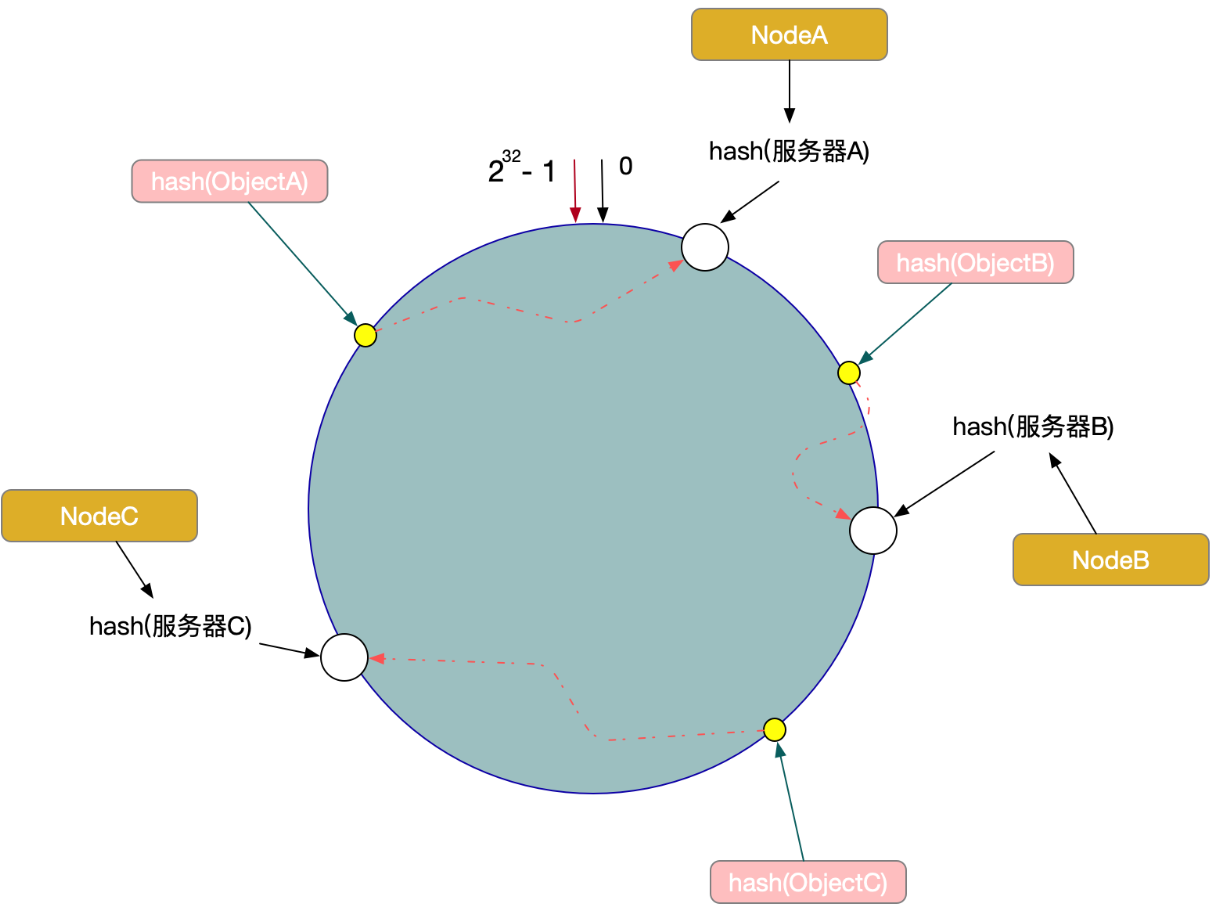 NodeA
hash(服务器A)
2^32 - 1
0
hash(ObjectA)
hash(ObjectB)
hash(服务器B)
NodeC
NodeB
hash(服务器C)
hash(ObjectC)